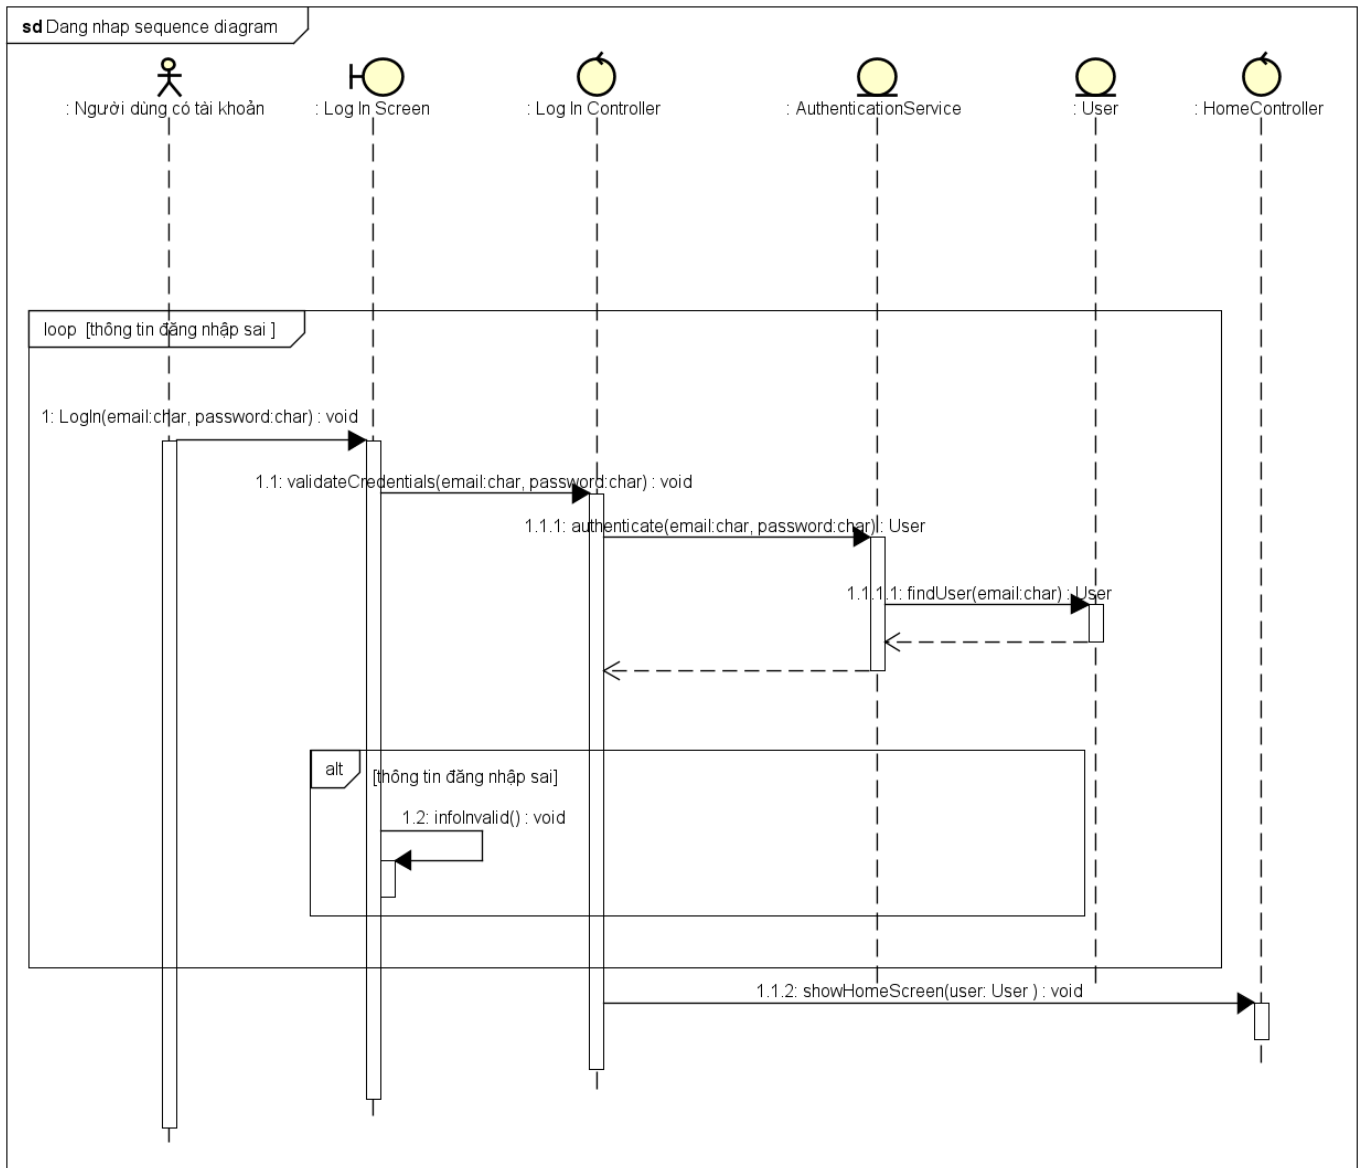 sd Dang nhap sequence diagram
: Người dùng có tài khoản
: Log In Screen
: Log In Controller
: AuthenticationService
: User
: HomeController
loop [thông tin đăng nhập sai ]
1: LogIn(email:char, password:char) : void
1.1: validateCredentials(email:char, password:char) : void
1.1.1: authenticate(email:char, password:char) : User
1.1.1.1: findUser(email:char) : User
alt [thông tin đăng nhập sai]
1.2: infoInvalid() : void
1.1.2: showHomeScreen(user: User ) : void